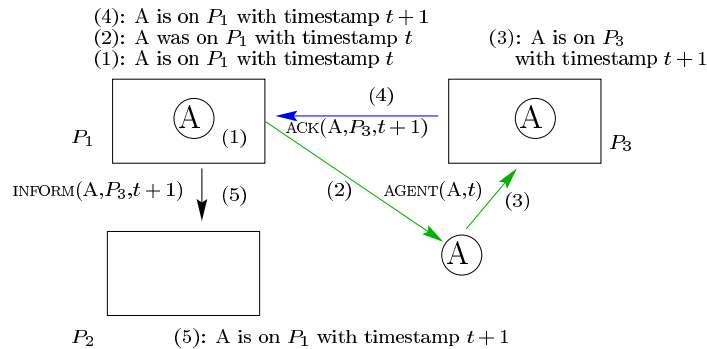 (4): A is on P₁ with timestamp t + 1
(2): A was on P₁ with timestamp t
(1): A is on P₁ with timestamp t
(3): A is on P₃
with timestamp t + 1
(4)
A
A
ACK(A,P₃,t + 1)
P₁
(1)
P₃
INFORM(A,P₃,t + 1)
(5)
(2)
AGENT(A,t)
(3)
A
P₂
(5): A is on P₁ with timestamp t + 1